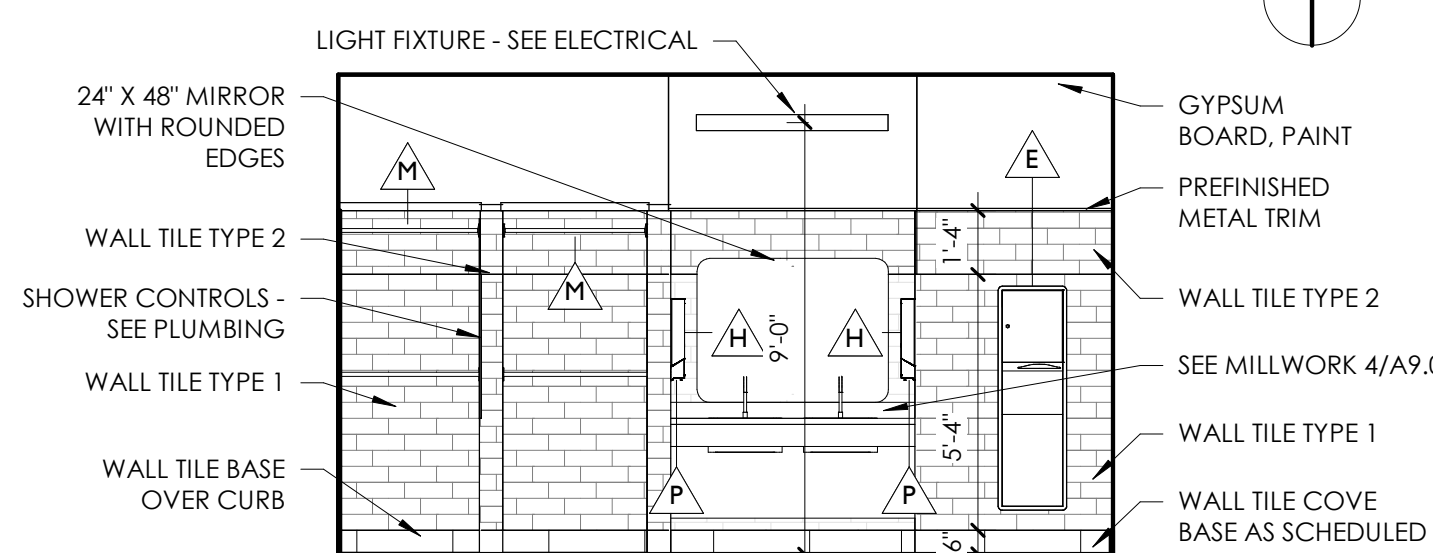 LIGHT FIXTURE - SEE ELECTRICAL
24" X 48" MIRROR
WITH ROUNDED
EDGES
GYPSUM
BOARD, PAINT
M
E
PREFINISHED
METAL TRIM
WALL TILE TYPE 2
1'-4"
M
SHOWER CONTROLS -
SEE PLUMBING
WALL TILE TYPE 2
H
9'-0"
H
WALL TILE TYPE 1
SEE MILLWORK 4/A9.0
5'-4"
WALL TILE TYPE 1
WALL TILE BASE
OVER CURB
P
P
WALL TILE COVE
BASE AS SCHEDULED
6"